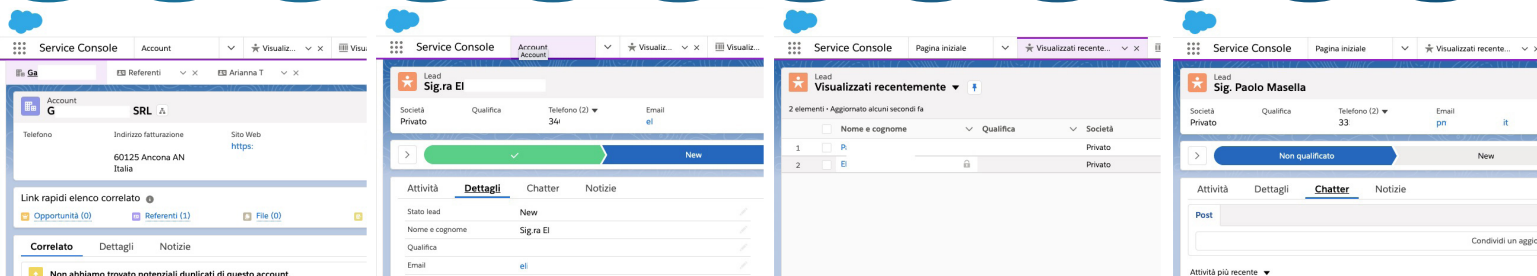 Service Console Account Visualiz...
Ga Referenti Arianna T
Account
G SRL
Telefono Indirizzo fatturazione Sito Web
https:
60125 Ancona AN
Italia
Link rapidi elenco correlato
Opportunità (0) Referenti (1) File (0)
Correlato Dettagli Notizie
Non abbiamo trovato potenziali duplicati di questo account
Service Console Account Visualiz... Visualiz...
Account
Lead
Sig.ra El
Società Qualifica Telefono (2) Email
Privato 34 el
New
Attività Dettagli Chatter Notizie
Stato lead New
Nome e cognome Sig.ra El
Qualifica
Email eli
Service Console Pagina iniziale Visualizzati recente...
Lead
Visualizzati recentemente
2 elementi • Aggiornato alcuni secondi fa
Nome e cognome Qualifica Società
1 Privato
2 El Privato
Service Console Pagina iniziale Visualizzati recente...
Lead
Sig. Paolo Masella
Società Qualifica Telefono (2) Email
Privato 33 pn it
Non qualificato New
Attività Dettagli Chatter Notizie
Post
Condividi un aggio
Attività più recente